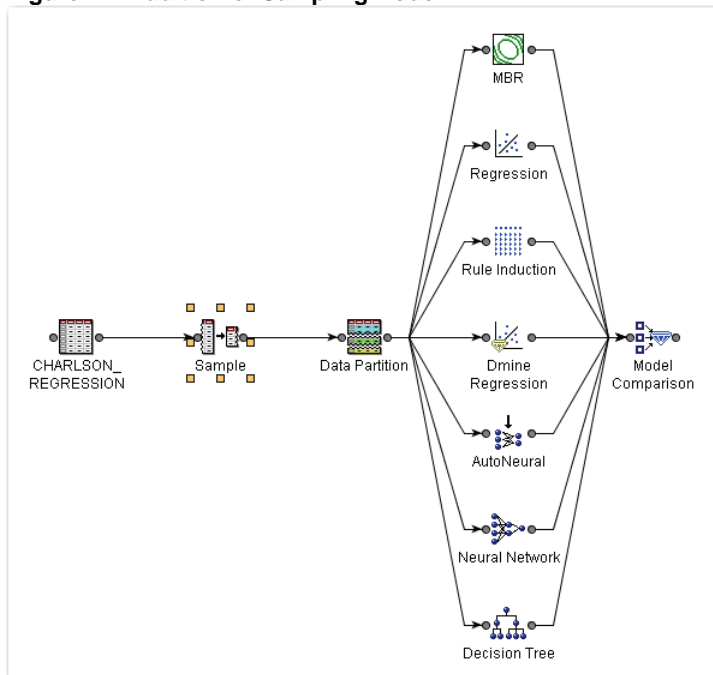 MBR
Regression
Rule Induction
CHARLSON_
REGRESSION
Sample
Data Partition
Dmine
Regression
Model
Comparison
AutoNeural
Neural Network
Decision Tree